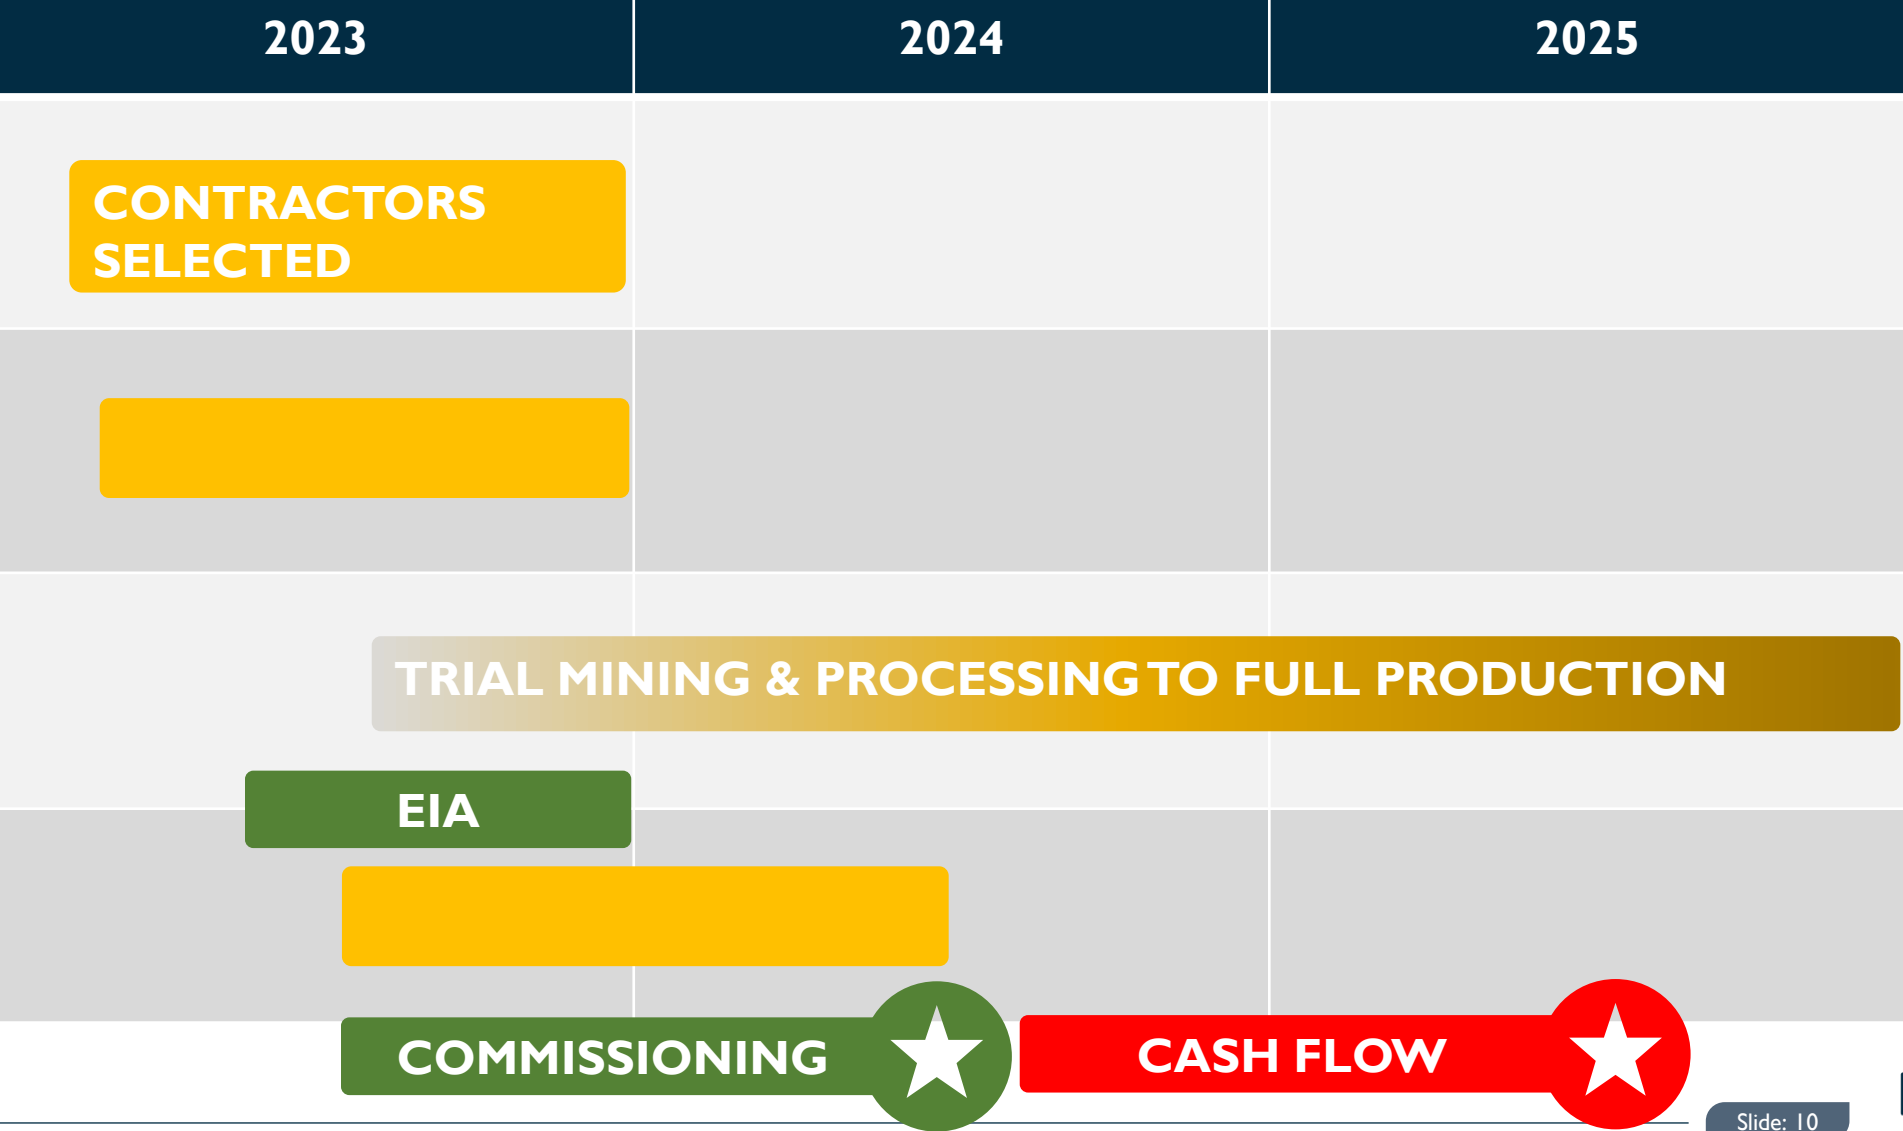 2023
2024
2025
CONTRACTORS
SELECTED
TRIAL MINING & PROCESSING TO FULL PRODUCTION
EIA
COMMISSIONING
CASH FLOW
Slide: 10